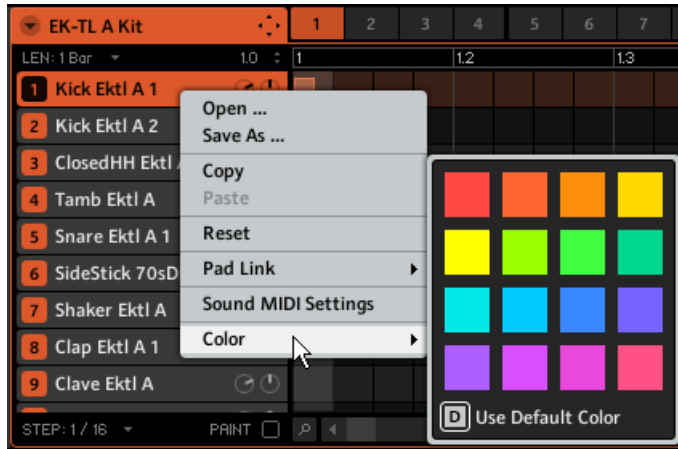 EK-TL A Kit
1 2 3 4 5 6 7
LEN: 1 Bar 1.0
1 1.2 1.3
1 Kick Ektl A 1
2 Kick Ektl A 2
3 ClosedHH Ektl
4 Tamb Ektl A
5 Snare Ektl A 1
6 SideStick 70sD
7 Shaker Ektl A
8 Clap Ektl A 1
9 Clave Ektl A
STEP: 1 / 16 PAINT
Open ...
Save As ...
Copy
Paste
Reset
Pad Link
Sound MIDI Settings
Color
D Use Default Color